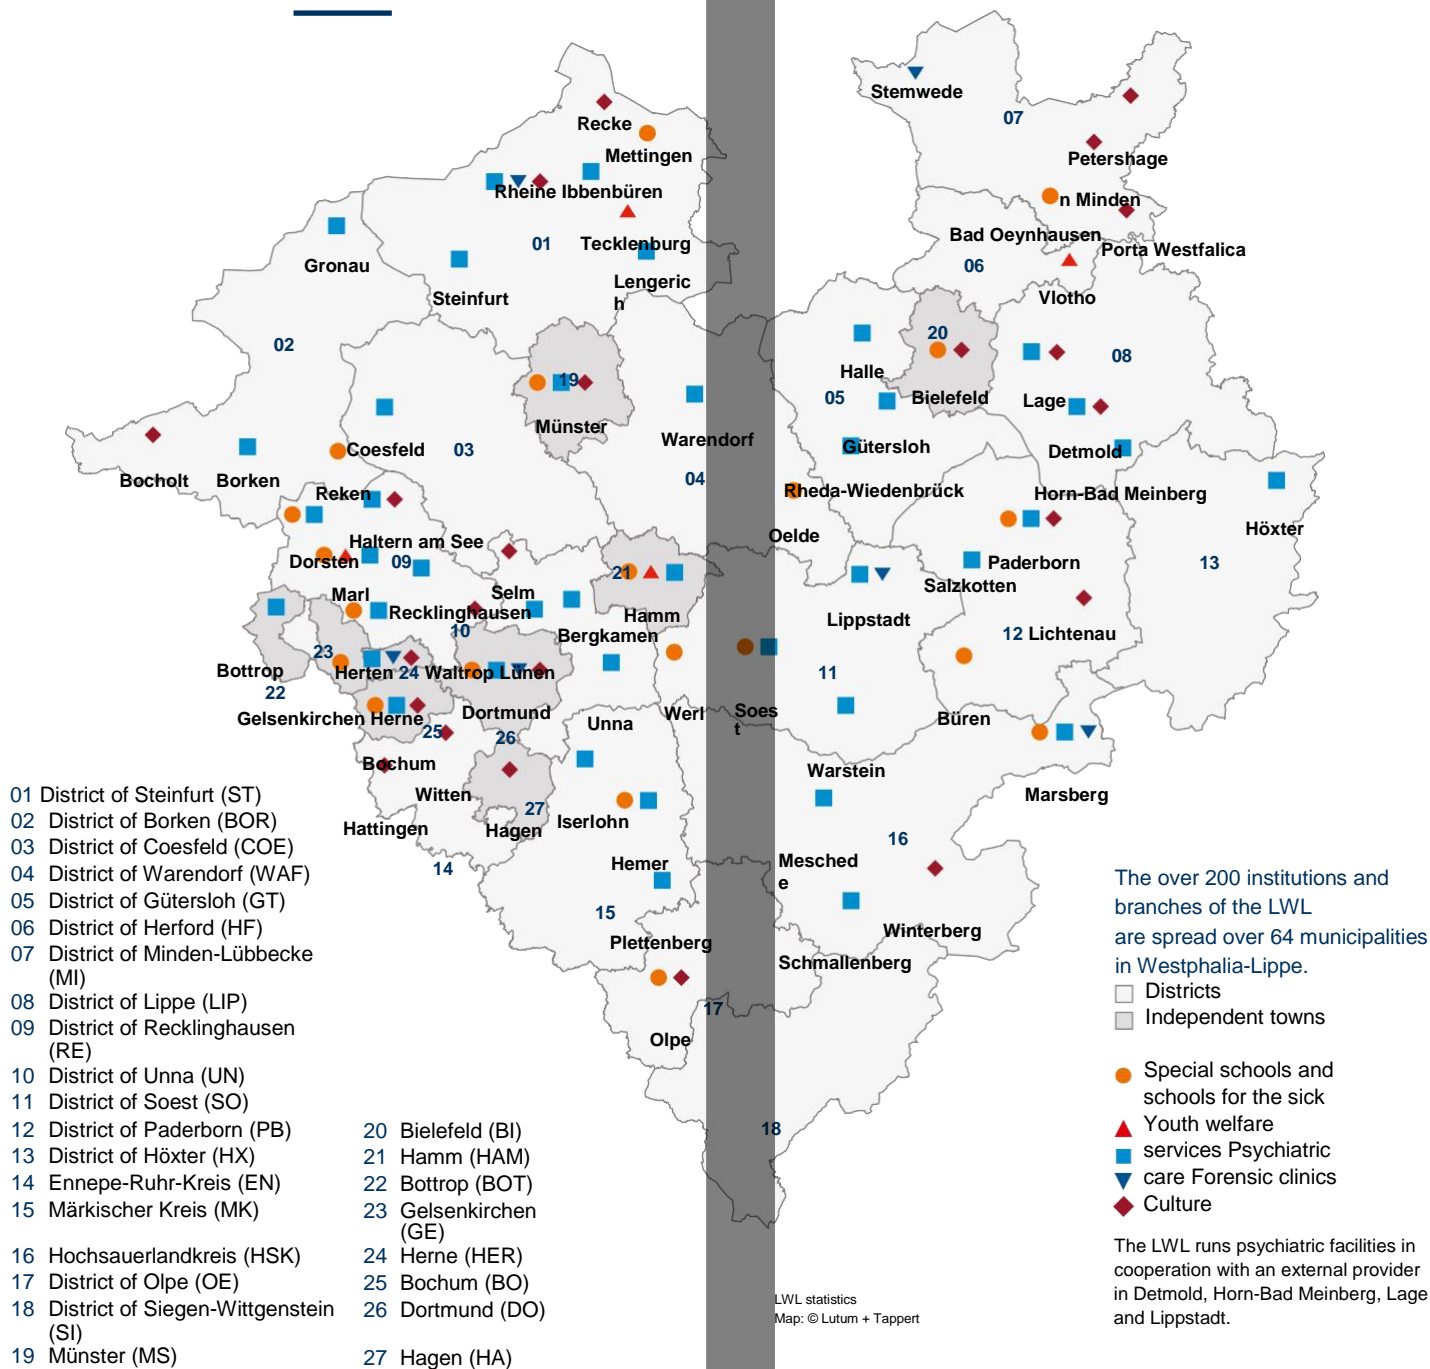 Stemwede
07
Recke
Mettingen
Petershage
Rheine Ibbenbüren
n Minden
01
Tecklenburg
Bad Oeynhausen
Porta Westfalica
Gronau
06
Steinfurt
Lengeric
h
Vlotho
02
20
08
Halle
19
05
Bielefeld
Lage
Münster
Warendorf
Gütersloh
Coesfeld
03
Detmold
04
Bocholt
Borken
Reken
Rheda-Wiedenbrück
Horn-Bad Meinberg
Höxter
Oelde
Haltern am See
Dorsten
09
21
Paderborn
13
Salzkotten
Marl
Selm
Recklinghausen
Hamm
Lippstadt
10
Bergkamen
12 Lichtenau
23
Bottrop
Herten
24
Waltrop Lünen
11
22
Gelsenkirchen Herne
Dortmund
Unna
Werl
Soes
t
Büren
25
26
Bochum
Warstein
Witten
Marsberg
27
Hattingen
Hagen
Iserlohn
16
14
Hemer
Mesched
e
15
Plettenberg
Winterberg
Schmallenberg
17
Olpe
18
01 District of Steinfurt (ST)
02 District of Borken (BOR)
03 District of Coesfeld (COE)
04 District of Warendorf (WAF)
05 District of Gütersloh (GT)
06 District of Herford (HF)
07 District of Minden-Lübbecke
(MI)
08 District of Lippe (LIP)
09 District of Recklinghausen
(RE)
10 District of Unna (UN)
11 District of Soest (SO)
12 District of Paderborn (PB)
13 District of Höxter (HX)
14 Ennepe-Ruhr-Kreis (EN)
15 Märkischer Kreis (MK)
16 Hochsauerlandkreis (HSK)
17 District of Olpe (OE)
18 District of Siegen-Wittgenstein
(SI)
19 Münster (MS)
20 Bielefeld (BI)
21 Hamm (HAM)
22 Bottrop (BOT)
23 Gelsenkirchen
(GE)
24 Herne (HER)
25 Bochum (BO)
26 Dortmund (DO)
27 Hagen (HA)
LWL statistics
Map: © Lutum + Tappert
The over 200 institutions and
branches of the LWL
are spread over 64 municipalities
in Westphalia-Lippe.
Districts
Independent towns
Special schools and
schools for the sick
Youth welfare
services Psychiatric
care Forensic clinics
Culture
The LWL runs psychiatric facilities in
cooperation with an external provider
in Detmold, Horn-Bad Meinberg, Lage
and Lippstadt.